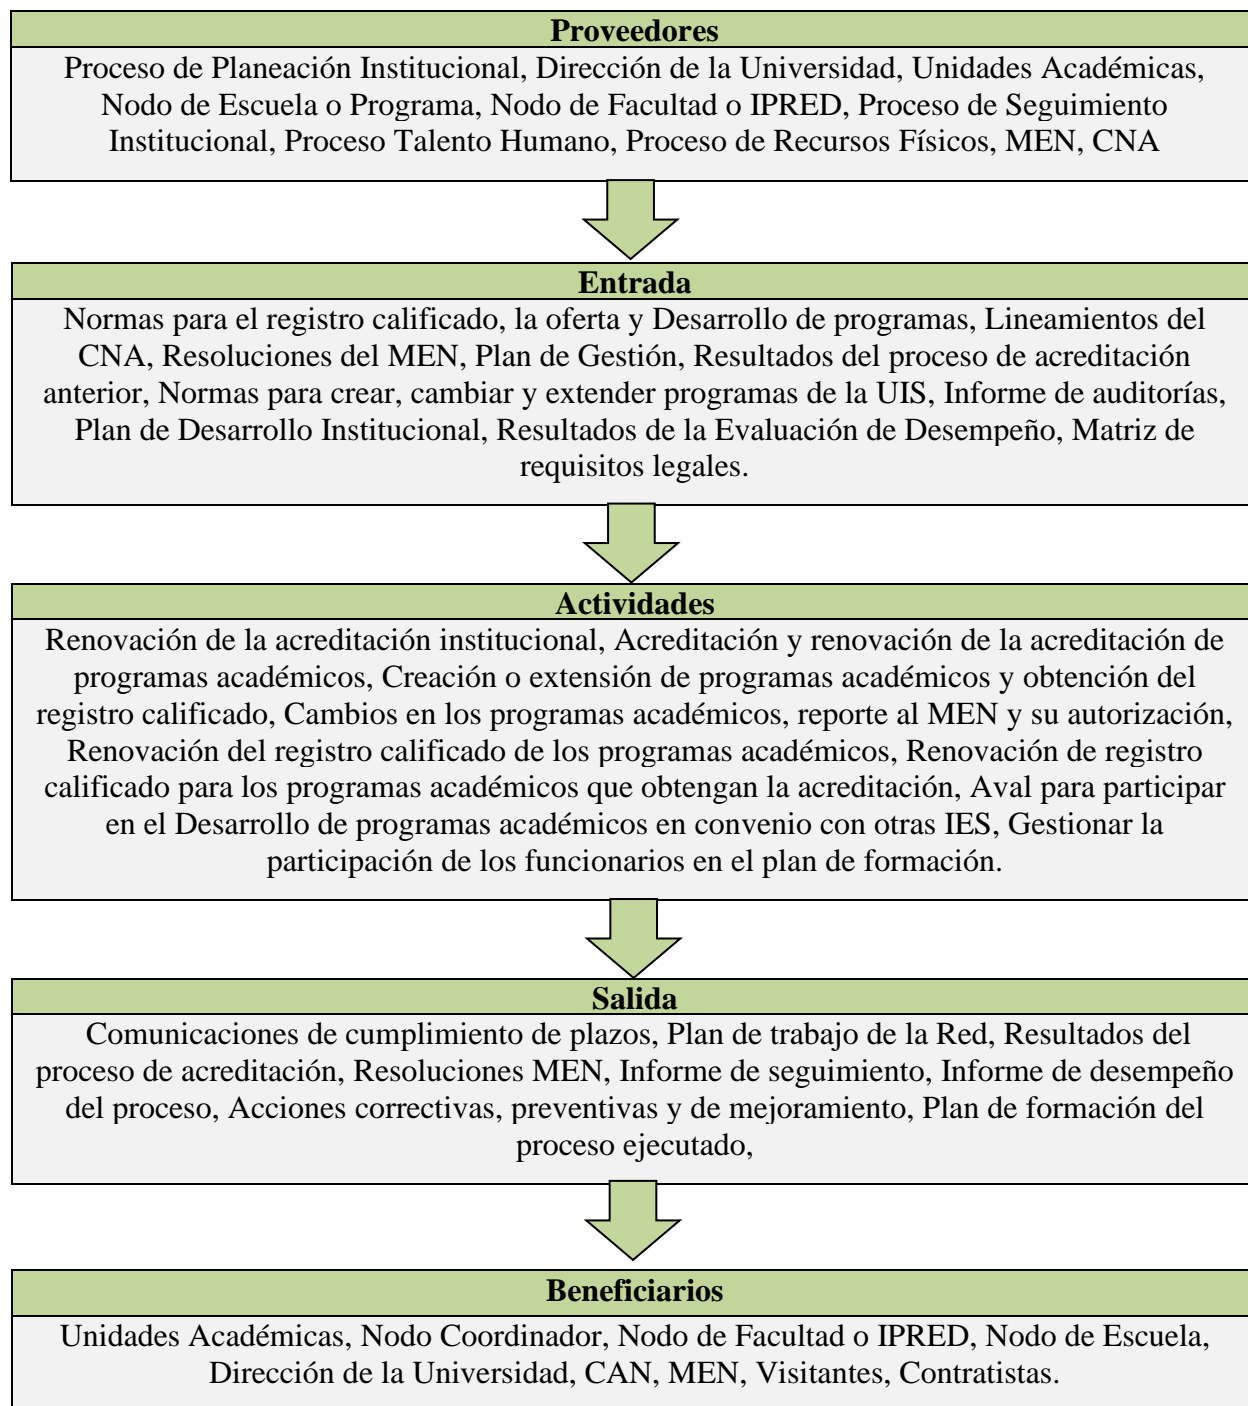 Proveedores
Proceso de Planeación Institucional, Dirección de la Universidad, Unidades Académicas,
Nodo de Escuela o Programa, Nodo de Facultad o IPRED, Proceso de Seguimiento
Institucional, Proceso Talento Humano, Proceso de Recursos Físicos, MEN, CNA
Entrada
Normas para el registro calificado, la oferta y Desarrollo de programas, Lineamientos del
CNA, Resoluciones del MEN, Plan de Gestión, Resultados del proceso de acreditación
anterior, Normas para crear, cambiar y extender programas de la UIS, Informe de auditorías,
Plan de Desarrollo Institucional, Resultados de la Evaluación de Desempeño, Matriz de
requisitos legales.
Actividades
Renovación de la acreditación institucional, Acreditación y renovación de la acreditación de
programas académicos, Creación o extensión de programas académicos y obtención del
registro calificado, Cambios en los programas académicos, reporte al MEN y su autorización,
Renovación del registro calificado de los programas académicos, Renovación de registro
calificado para los programas académicos que obtengan la acreditación, Aval para participar
en el Desarrollo de programas académicos en convenio con otras IES, Gestionar la
participación de los funcionarios en el plan de formación.
Salida
Comunicaciones de cumplimiento de plazos, Plan de trabajo de la Red, Resultados del
proceso de acreditación, Resoluciones MEN, Informe de seguimiento, Informe de desempeño
del proceso, Acciones correctivas, preventivas y de mejoramiento, Plan de formación del
proceso ejecutado,
Beneficiarios
Unidades Académicas, Nodo Coordinador, Nodo de Facultad o IPRED, Nodo de Escuela,
Dirección de la Universidad, CAN, MEN, Visitantes, Contratistas.